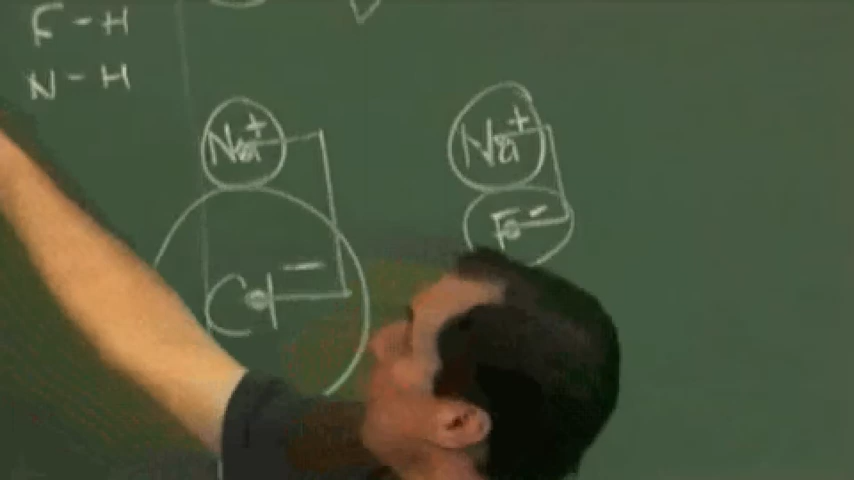 F-H
N-H
Na+ Na+
Cl- F-